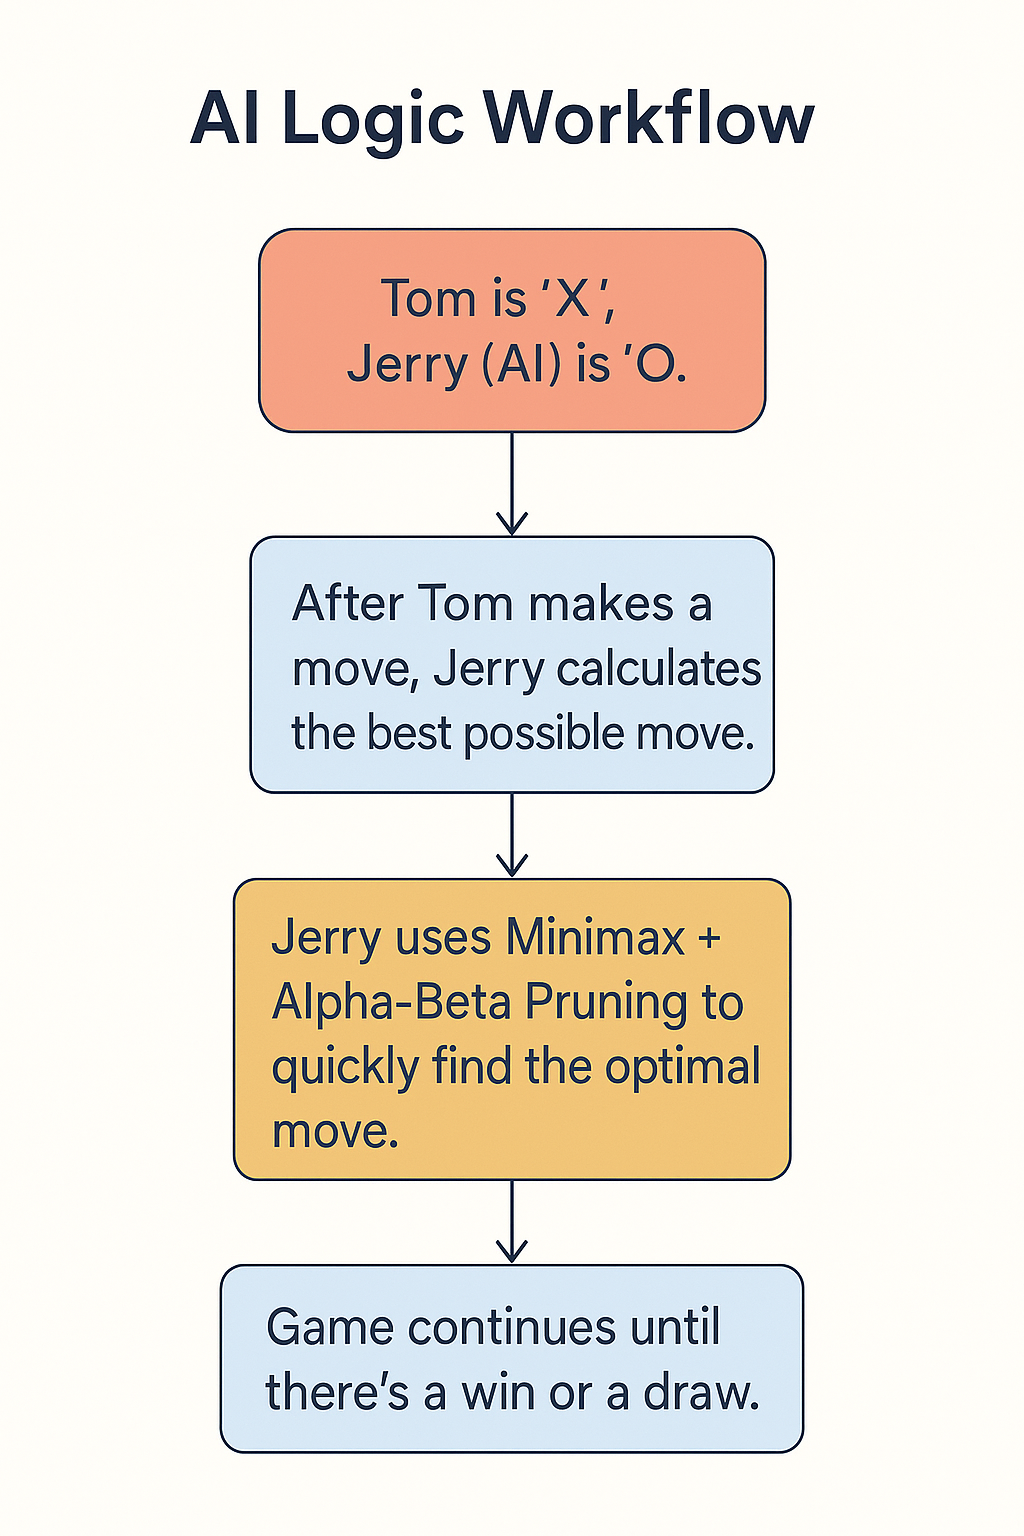 AI Logic Workflow
Tom is ‘X’,
Jerry (AI) is ’O.
After Tom makes a
move, Jerry calculates
the best possible move.
Jerry uses Minimax +
Alpha-Beta Pruning to
quickly find the optimal
move.
Game continues until
there’s a win or a draw.